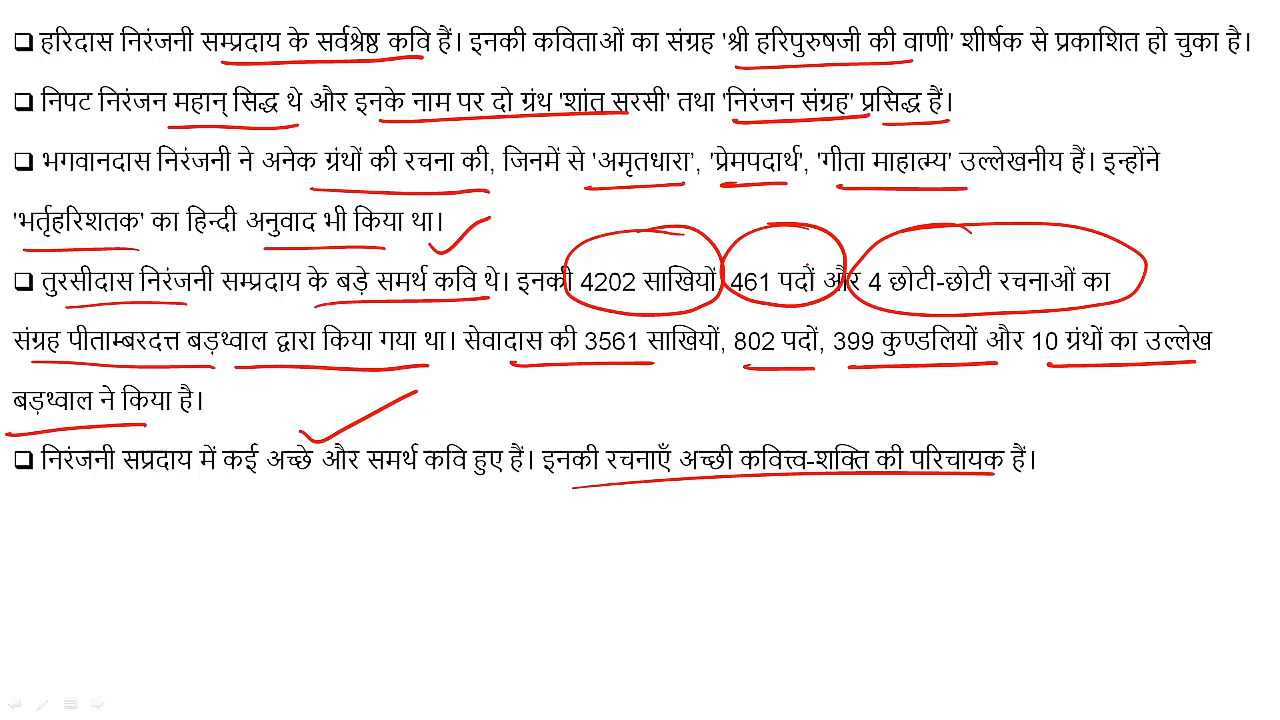 ❑ हरिदास निरंजनी सम्प्रदाय के सर्वश्रेष्ठ कवि हैं। इनकी कविताओं का संग्रह 'श्री हरिपुरुषजी की वाणी' शीर्षक से प्रकाशित हो चुका है।
❑ निपट निरंजन महान् सिद्ध थे और इनके नाम पर दो ग्रंथ 'शांत सरसी' तथा 'निरंजन संग्रह' प्रसिद्ध हैं।
❑ भगवानदास निरंजनी ने अनेक ग्रंथों की रचना की, जिनमें से 'अमृतधारा', 'प्रेमपदार्थ', 'गीता माहात्म्य' उल्लेखनीय हैं। इन्होंने
'भर्तृहरिशतक' का हिन्दी अनुवाद भी किया था।
❑ तुरसीदास निरंजनी सम्प्रदाय के बड़े समर्थ कवि थे। इनकी 4202 साखियों, 461 पदों और 4 छोटी-छोटी रचनाओं का
संग्रह पीताम्बरदत्त बड़थ्वाल द्वारा किया गया था। सेवादास की 3561 साखियों, 802 पदों, 399 कुण्डलियों और 10 ग्रंथों का उल्लेख
बड़थ्वाल ने किया है।
❑ निरंजनी सप्रदाय में कई अच्छे और समर्थ कवि हुए हैं। इनकी रचनाएँ अच्छी कवित्त्व-शक्ति की परिचायक हैं।